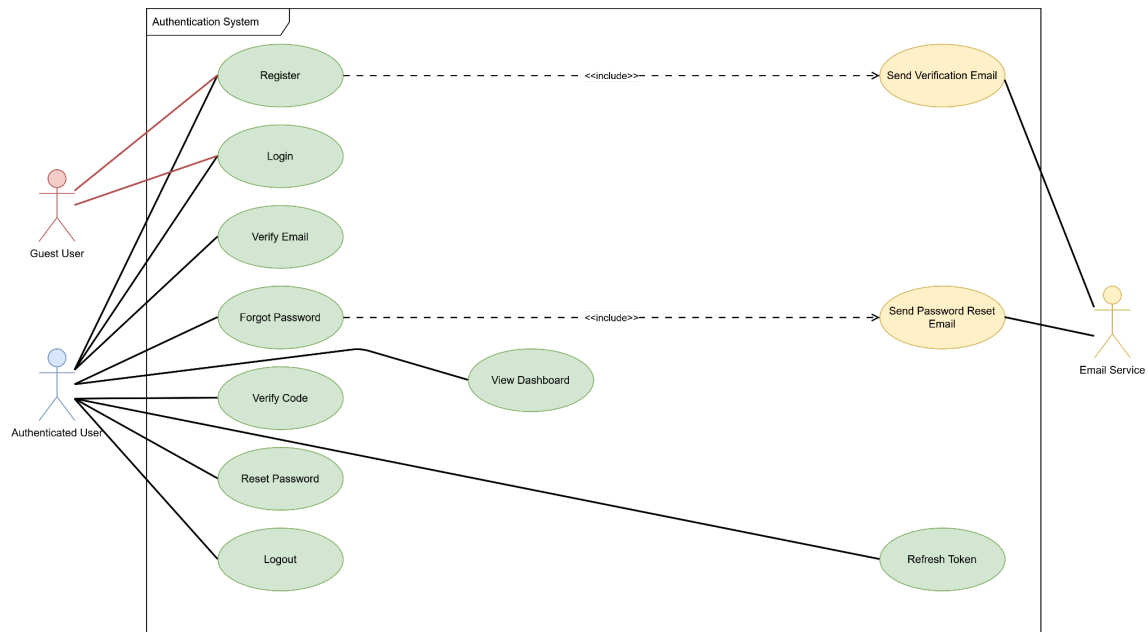 Authentication System
Register
<<include>>
Send Verification Email
Login
Guest User
Verify Email
Forgot Password
<<include>>
Send Password Reset
Email
Email Service
View Dashboard
Authenticated User
Verify Code
Reset Password
Logout
Refresh Token